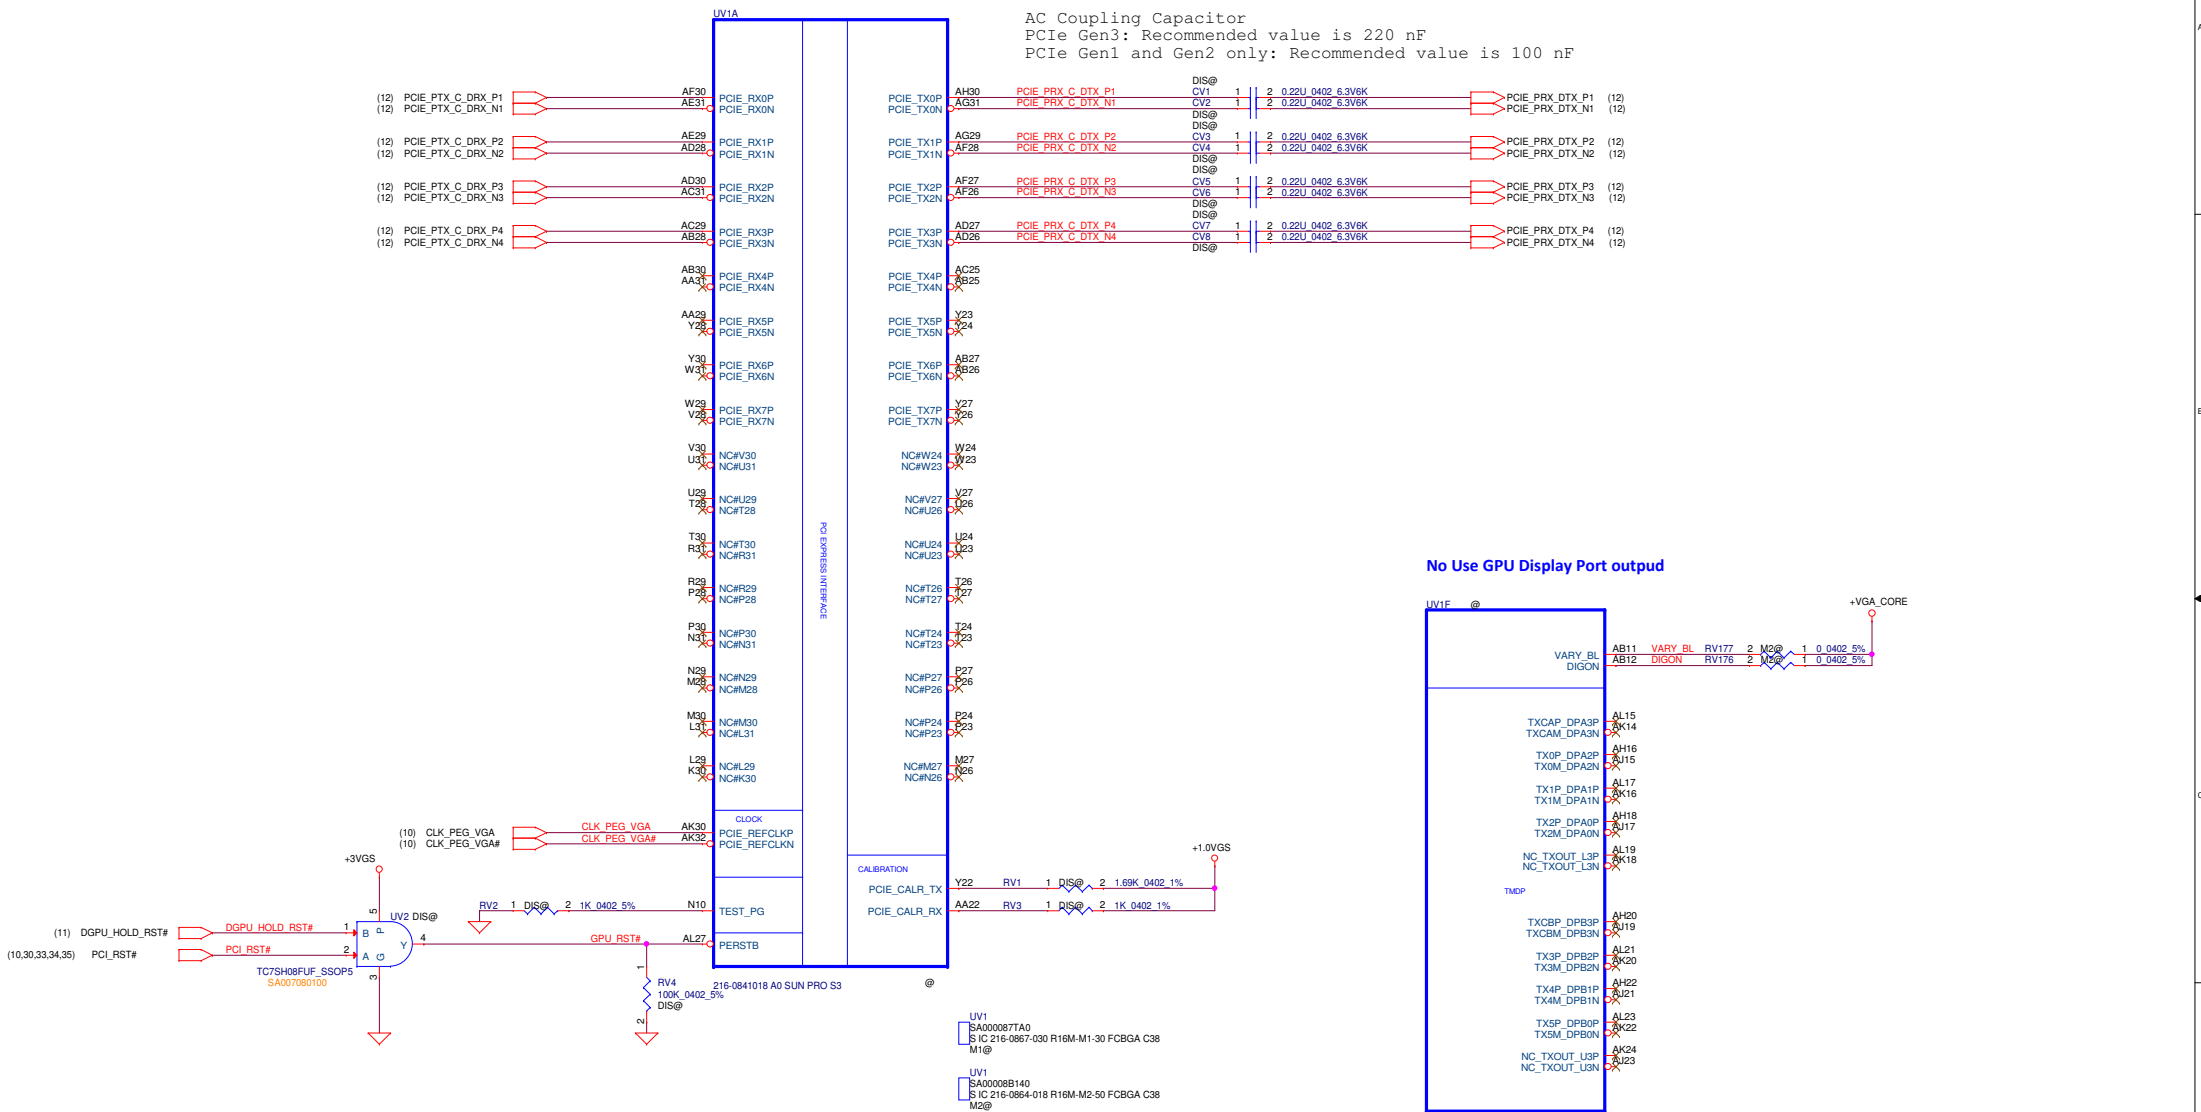 UV1A
AC Coupling Capacitor
PCIe Gen3: Recommended value is 220 nF
PCIe Gen1 and Gen2 only: Recommended value is 100 nF
DIS@
(12) PCIE_PTX_C_DRX_P1 AF30 PCIE_RX0P PCIE_TX0P AH30 PCIE_PRX_C_DTX_P1 CV1 1 2 0.22U_0402_6.3V6K PCIE_PRX_DTX_P1 (12)
(12) PCIE_PTX_C_DRX_N1 AE31 PCIE_RX0N PCIE_TX0N AG31 PCIE_PRX_C_DTX_N1 CV2 1 2 0.22U_0402_6.3V6K PCIE_PRX_DTX_N1 (12)
DIS@
DIS@
(12) PCIE_PTX_C_DRX_P2 AE29 PCIE_RX1P PCIE_TX1P AG29 PCIE_PRX_C_DTX_P2 CV3 1 2 0.22U_0402_6.3V6K PCIE_PRX_DTX_P2 (12)
(12) PCIE_PTX_C_DRX_N2 AD28 PCIE_RX1N PCIE_TX1N AF28 PCIE_PRX_C_DTX_N2 CV4 1 2 0.22U_0402_6.3V6K PCIE_PRX_DTX_N2 (12)
DIS@
DIS@
(12) PCIE_PTX_C_DRX_P3 AD30 PCIE_RX2P PCIE_TX2P AF27 PCIE_PRX_C_DTX_P3 CV5 1 2 0.22U_0402_6.3V6K PCIE_PRX_DTX_P3 (12)
(12) PCIE_PTX_C_DRX_N3 AC31 PCIE_RX2N PCIE_TX2N AF26 PCIE_PRX_C_DTX_N3 CV6 1 2 0.22U_0402_6.3V6K PCIE_PRX_DTX_N3 (12)
DIS@
DIS@
(12) PCIE_PTX_C_DRX_P4 AC29 PCIE_RX3P PCIE_TX3P AD27 PCIE_PRX_C_DTX_P4 CV7 1 2 0.22U_0402_6.3V6K PCIE_PRX_DTX_P4 (12)
(12) PCIE_PTX_C_DRX_N4 AB28 PCIE_RX3N PCIE_TX3N AD26 PCIE_PRX_C_DTX_N4 CV8 1 2 0.22U_0402_6.3V6K PCIE_PRX_DTX_N4 (12)
DIS@
AB30 PCIE_RX4P PCIE_TX4P AC25
AA31 PCIE_RX4N PCIE_TX4N AB25
AA29 PCIE_RX5P PCIE_TX5P Y23
Y28 PCIE_RX5N PCIE_TX5N Y24
Y30 PCIE_RX6P PCIE_TX6P AB27
W31 PCIE_RX6N PCIE_TX6N AB26
W29 PCIE_RX7P PCIE_TX7P Y27
V28 PCIE_RX7N PCIE_TX7N Y26
V30 NC#V30 NC#W24 W24
U31 NC#U31 NC#W23 W23
U29 NC#U29 NC#V27 V27
T28 NC#T28 NC#U26 U26
T30 NC#T30 NC#U24 U24
R31 NC#R31 NC#U23 U23
R29 NC#R29 NC#T26 T26
P28 NC#P28 NC#T27 T27
P30 NC#P30 NC#T24 T24
N31 NC#N31 NC#T23 T23
N29 NC#N29 NC#P27 P27
M28 NC#M28 NC#P26 P26
M30 NC#M30 NC#P24 P24
L31 NC#L31 NC#P23 P23
L29 NC#L29 NC#M27 M27
K30 NC#K30 NC#N26 N26
PCI EXPRESS INTERFACE
CLOCK
(10) CLK_PEG_VGA CLK_PEG_VGA AK30 PCIE_REFCLKP
(10) CLK_PEG_VGA# CLK_PEG_VGA# AK32 PCIE_REFCLKN
CALIBRATION
+1.0VGS
PCIE_CALR_TX Y22 RV1 1 DIS@ 2 1.69K_0402_1%
PCIE_CALR_RX AA22 RV3 1 DIS@ 2 1K_0402_1%
RV2 1 DIS@ 2 1K_0402_5% N10 TEST_PG
+3VGS
5
UV2 DIS@
(11) DGPU_HOLD_RST# DGPU_HOLD_RST# 1 B P
Y 4 GPU_RST# AL27 PERSTB
(10,30,33,34,35) PCI_RST# PCI_RST# 2 A G
3
TC7SH08FUF_SSOP5
SA007080100
1
RV4
100K_0402_5%
DIS@
2
216-0841018 A0 SUN PRO S3 @
UV1
SA000087TA0
S IC 216-0867-030 R16M-M1-30 FCBGA C38
M1@
UV1
SA00008B140
S IC 216-0864-018 R16M-M2-50 FCBGA C38
M2@
No Use GPU Display Port outpud
UV1F @
+VGA_CORE
VARY_BL AB11 VARY_BL RV177 2 M2@ 1 0_0402_5%
DIGON AB12 DIGON RV176 2 M2@ 1 0_0402_5%
TXCAP_DPA3P AL15
TXCAM_DPA3N AK14
TX0P_DPA2P AH16
TX0M_DPA2N AJ15
TX1P_DPA1P AL17
TX1M_DPA1N AK16
TX2P_DPA0P AH18
TX2M_DPA0N AJ17
NC_TXOUT_L3P AL19
NC_TXOUT_L3N AK18
TMDP
TXCBP_DPB3P AH20
TXCBM_DPB3N AJ19
TX3P_DPB2P AL21
TX3M_DPB2N AK20
TX4P_DPB1P AH22
TX4M_DPB1N AJ21
TX5P_DPB0P AL23
TX5M_DPB0N AK22
NC_TXOUT_U3P AK24
NC_TXOUT_U3N AJ23